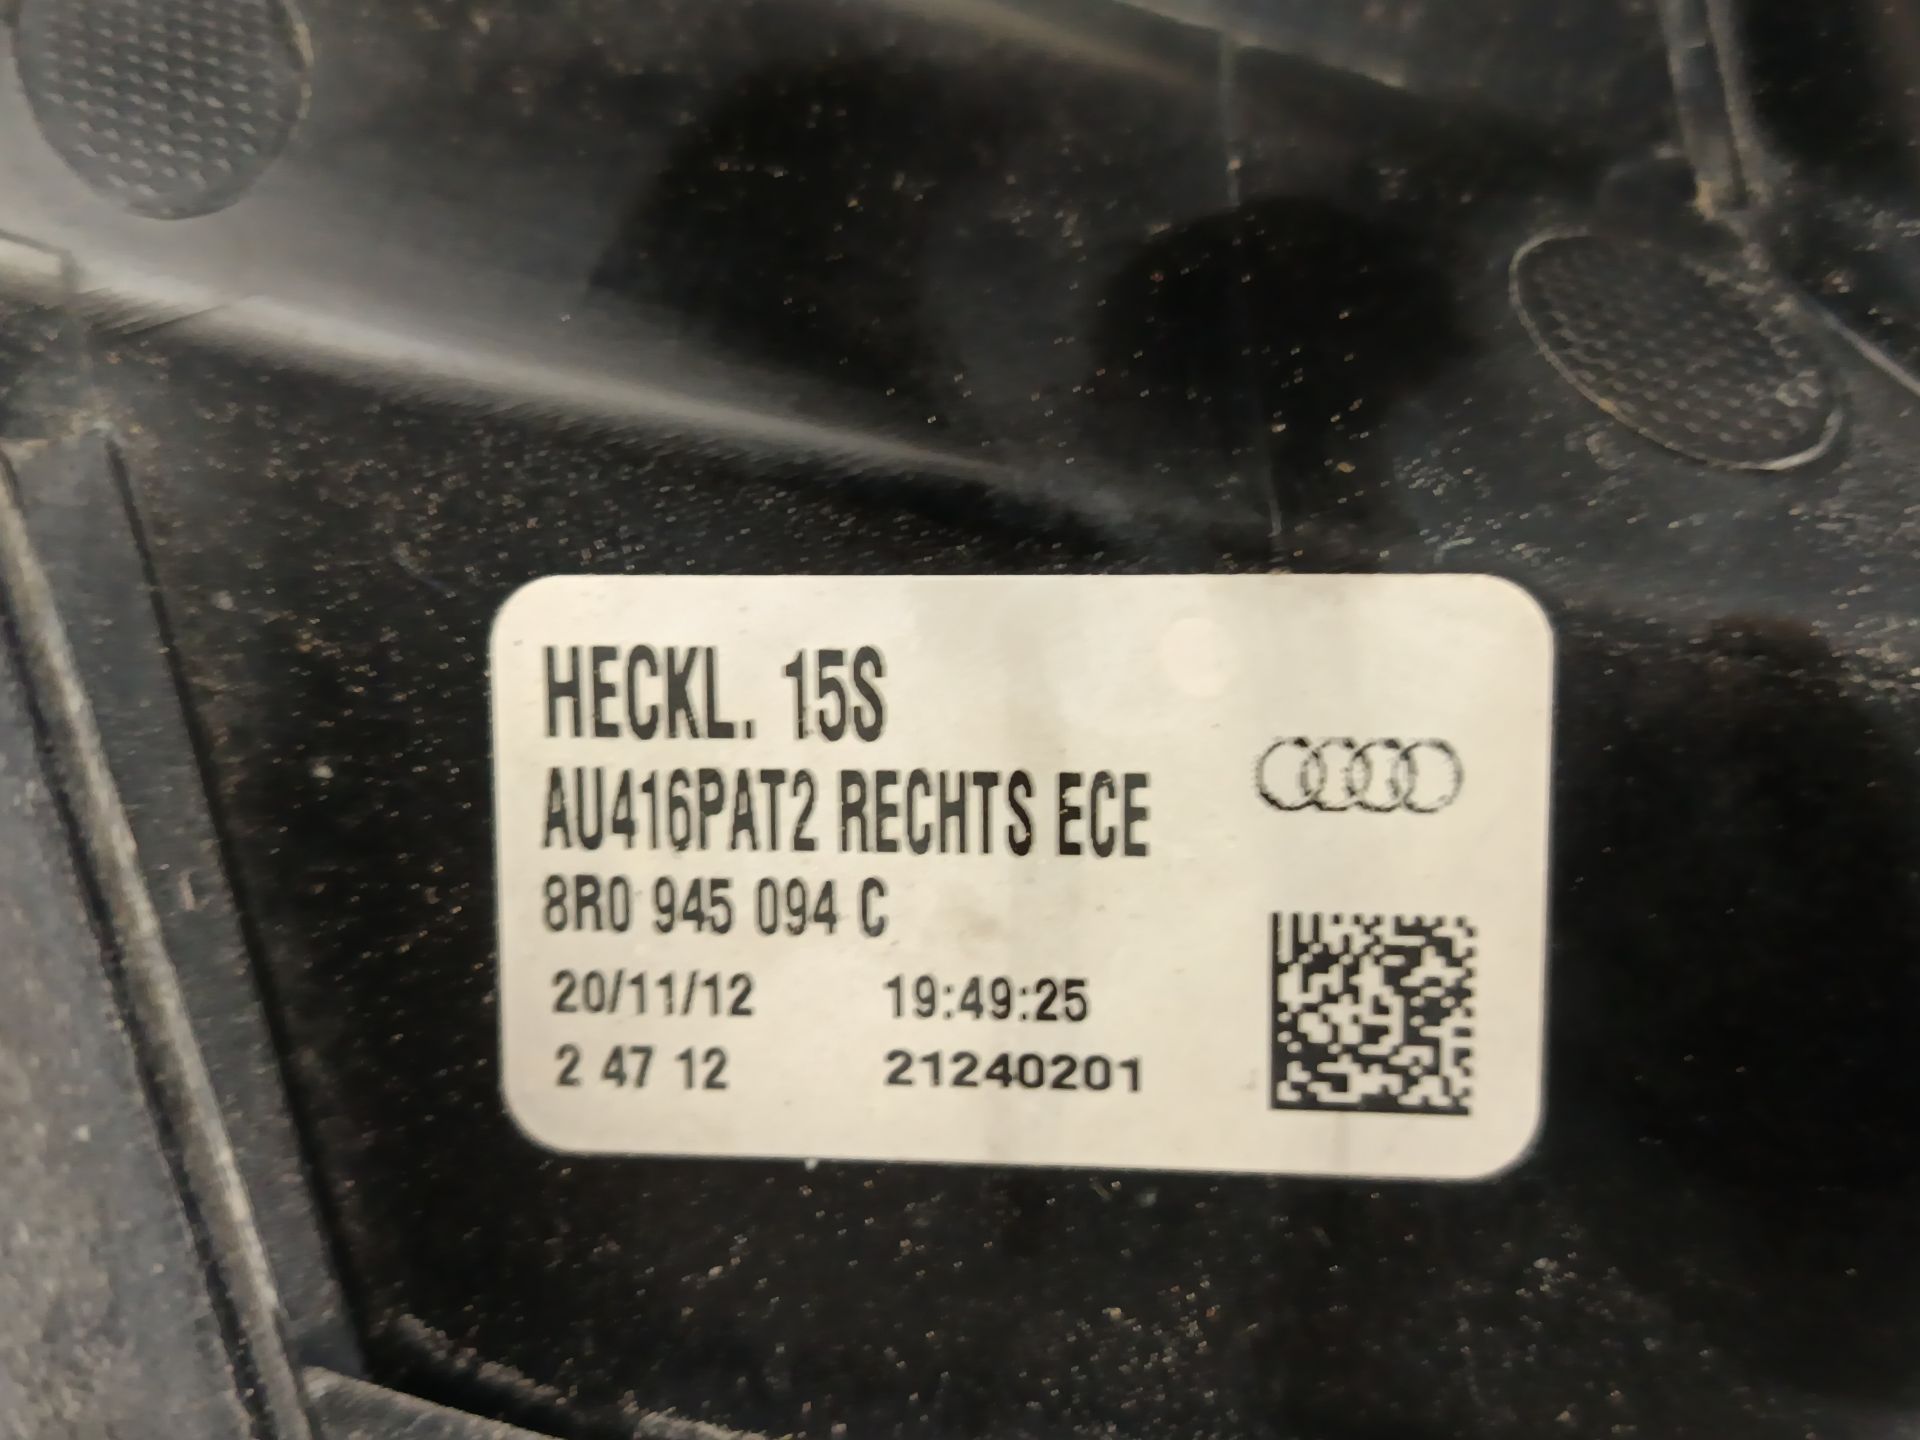 HECKL. 15S
AU416PAT2 RECHTS ECE
8R0 945 094 C
20/11/12 19:49:25
2 47 12 21240201